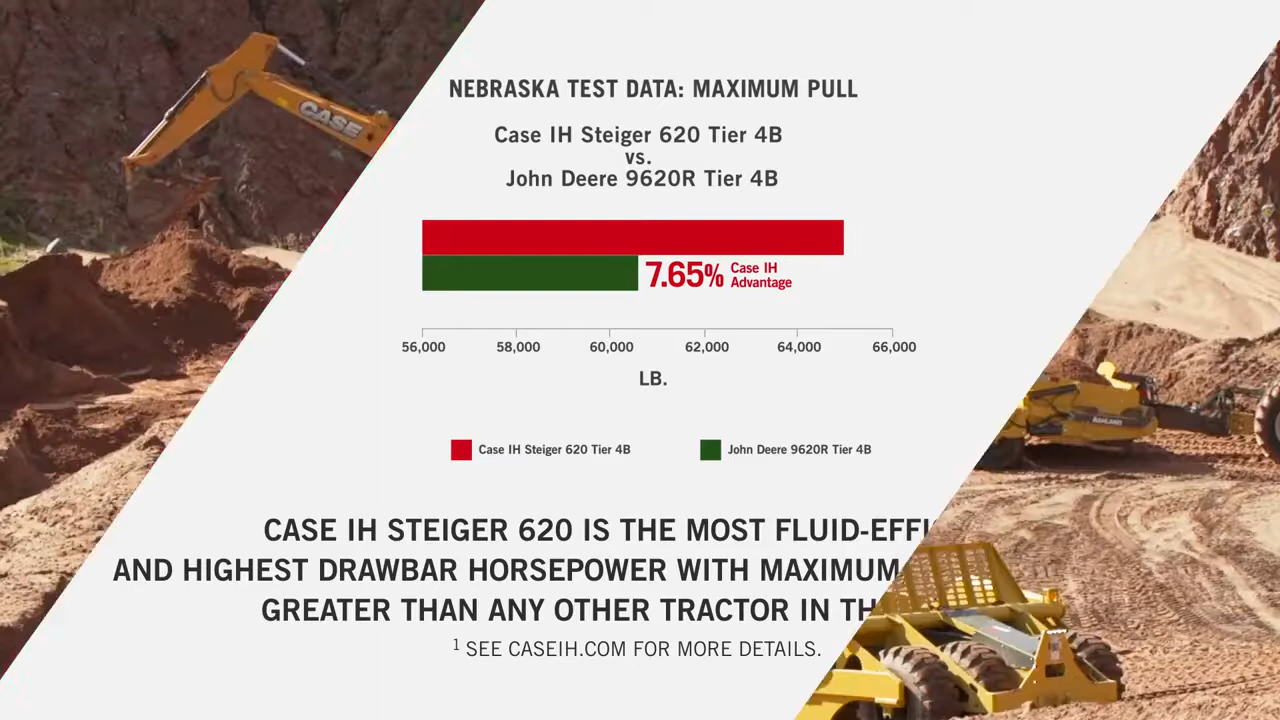 NEBRASKA TEST DATA: MAXIMUM PULL
Case IH Steiger 620 Tier 4B
vs.
John Deere 9620R Tier 4B
CASE
7.65% Case IH
Advantage
56,000 58,000 60,000 62,000 64,000 66,000
LB.
Case IH Steiger 620 Tier 4B John Deere 9620R Tier 4B
ASHLAND
CASE IH STEIGER 620 IS THE MOST FLUID-EFFI
AND HIGHEST DRAWBAR HORSEPOWER WITH MAXIMUM
GREATER THAN ANY OTHER TRACTOR IN TH
1 SEE CASEIH.COM FOR MORE DETAILS.